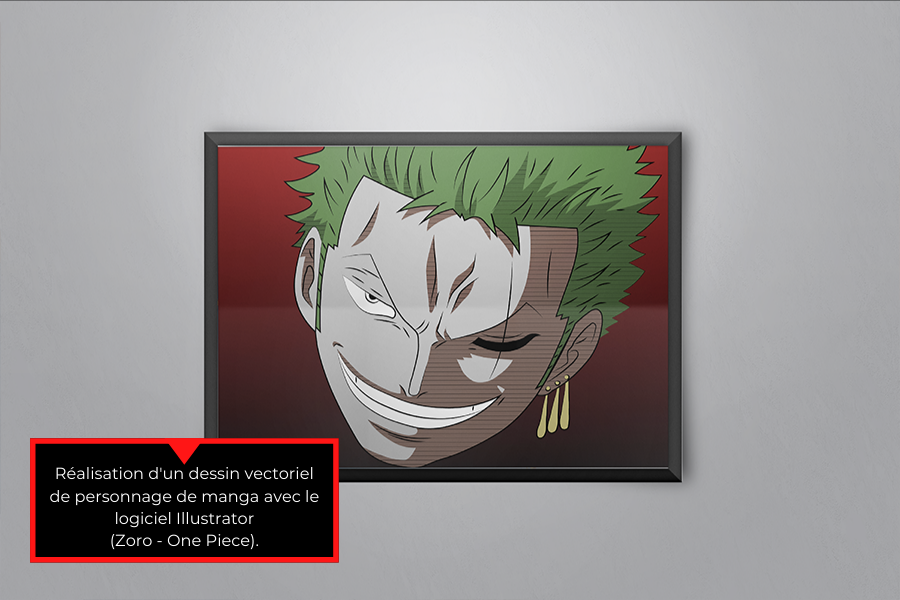 Réalisation d'un dessin vectoriel
de personnage de manga avec le
logiciel Illustrator
(Zoro - One Piece).